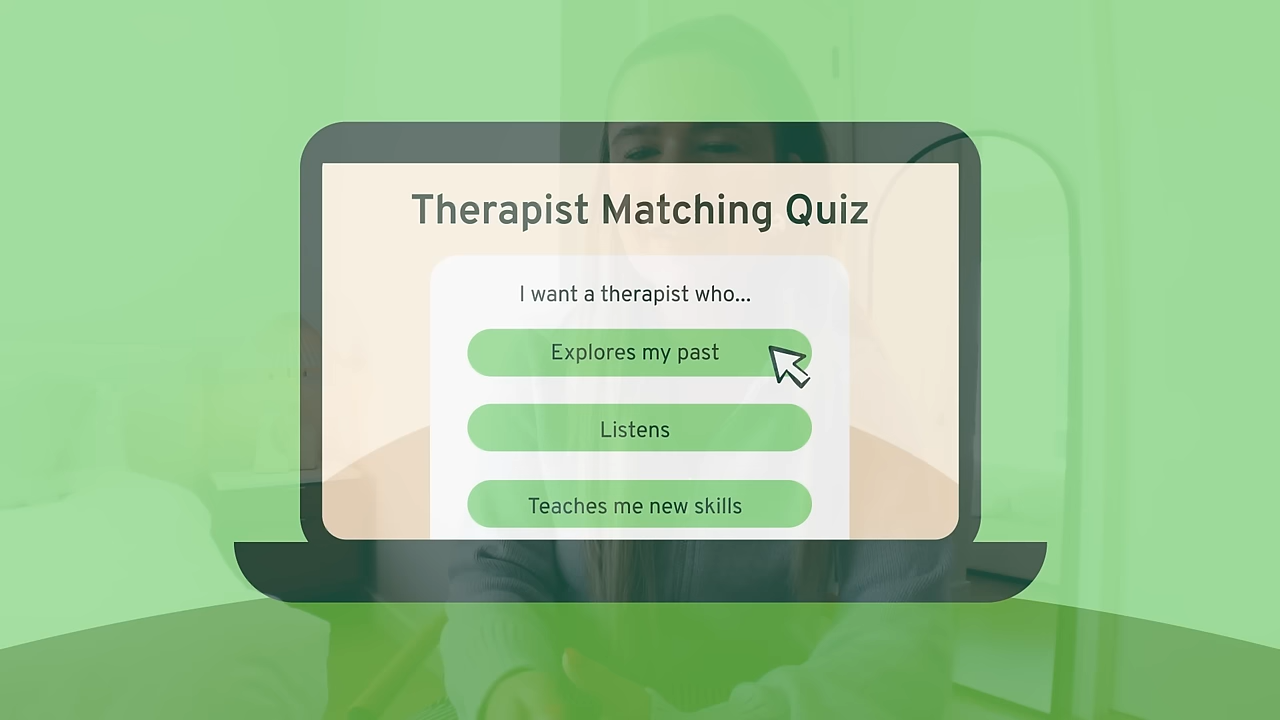 Therapist Matching Quiz
I want a therapist who...
Explores my past
Listens
Teaches me new skills